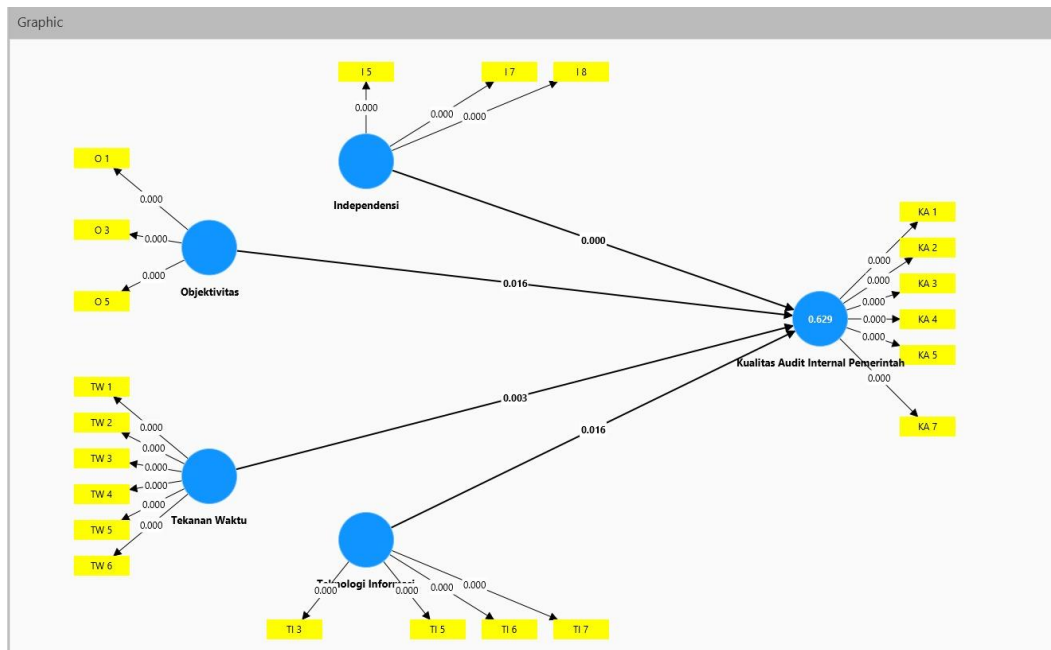 Graphic
I 5
I 7
I 8
0.000
0.000
0.000
Independensi
O 1
O 3
O 5
0.000
0.000
0.000
Objektivitas
0.000
0.016
0.003
0.016
KA 1
KA 2
KA 3
KA 4
KA 5
KA 7
0.000
0.000
0.000
0.000
0.000
0.000
0.629
Kualitas Audit Internal Pemerintah
TW 1
TW 2
TW 3
TW 4
TW 5
TW 6
0.000
0.000
0.000
0.000
0.000
0.000
Tekanan Waktu
Teknologi Informasi
0.000
0.000
0.000
0.000
TI 3
TI 5
TI 6
TI 7